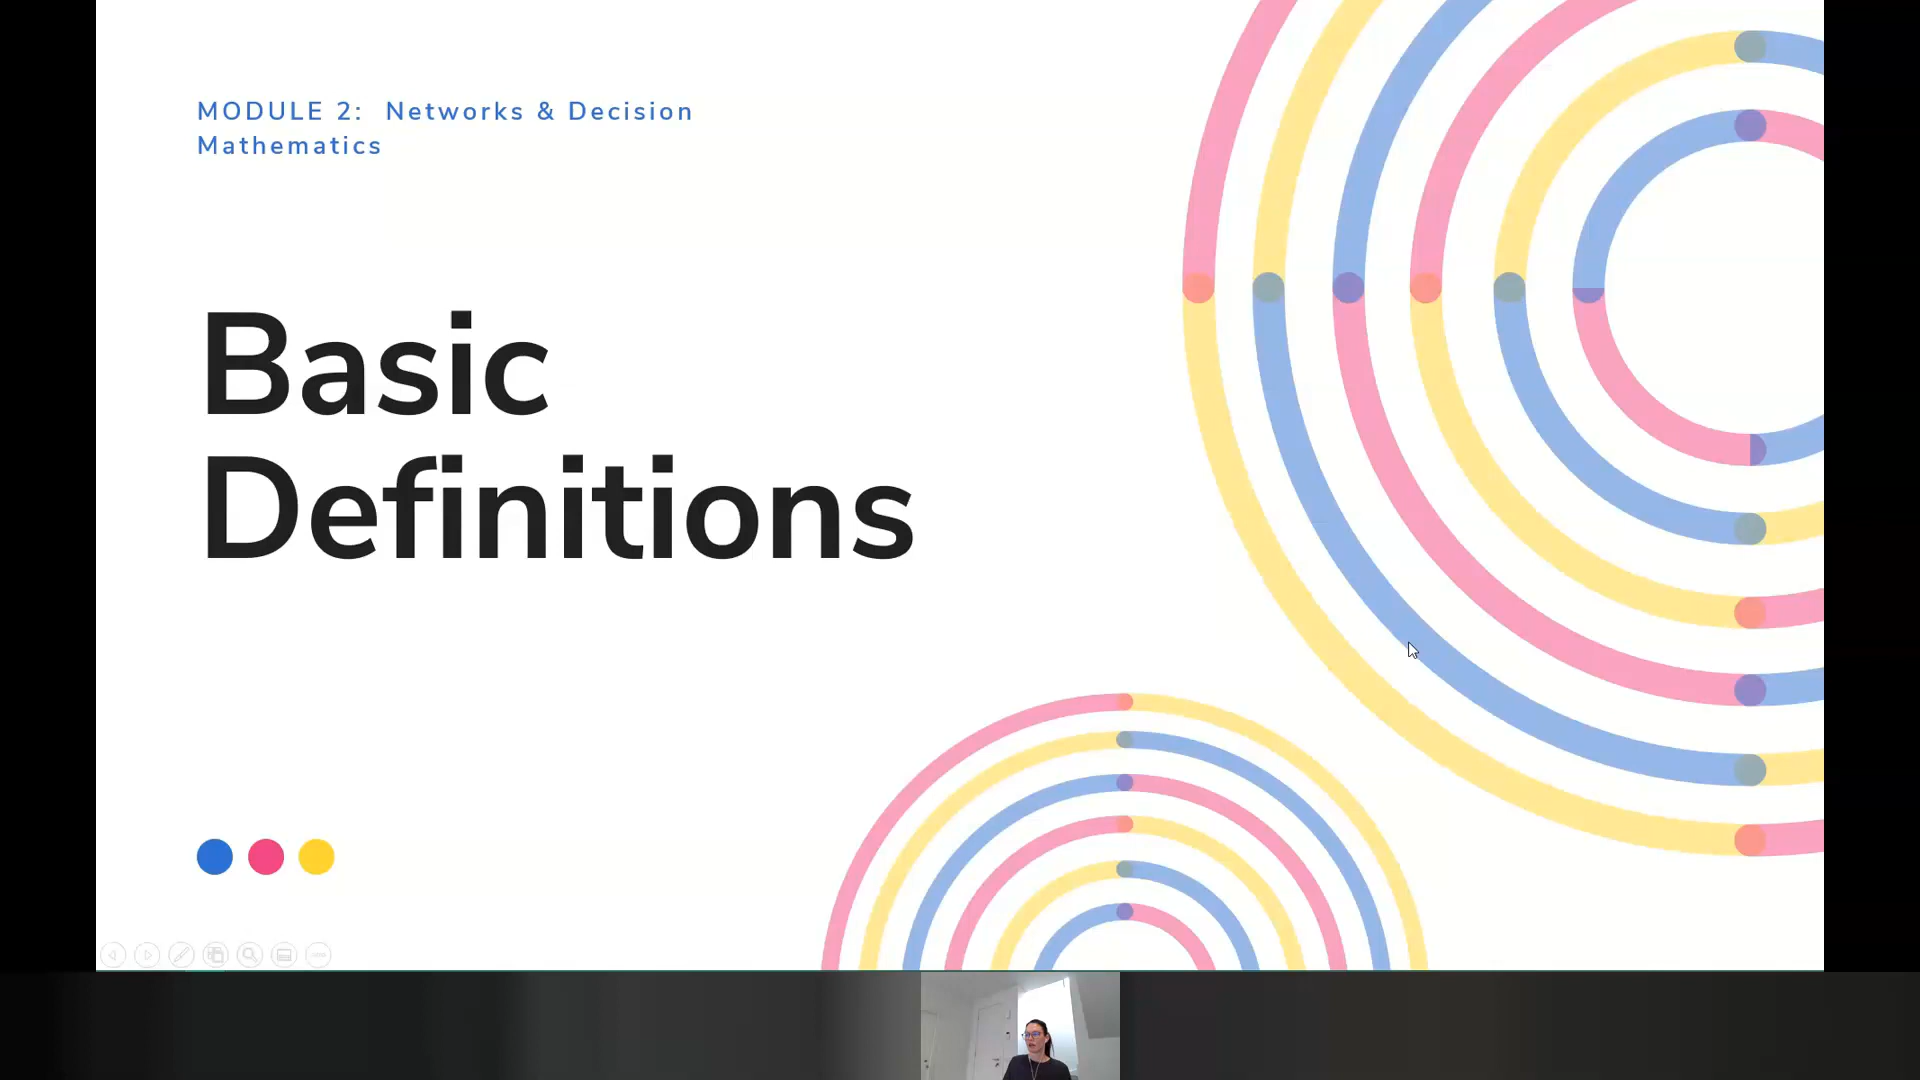 MODULE 2: Networks & Decision
Mathematics
Basic
Definitions